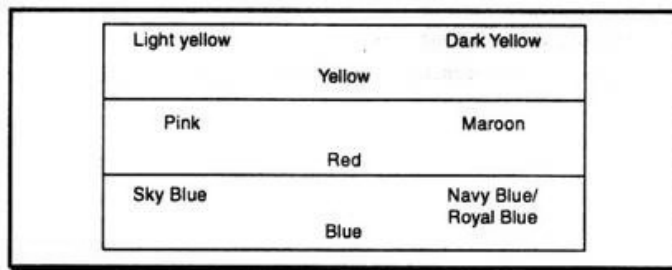 Light yellow Dark Yellow
Yellow
Pink Maroon
Red
Sky Blue Navy Blue/
Royal Blue
Blue